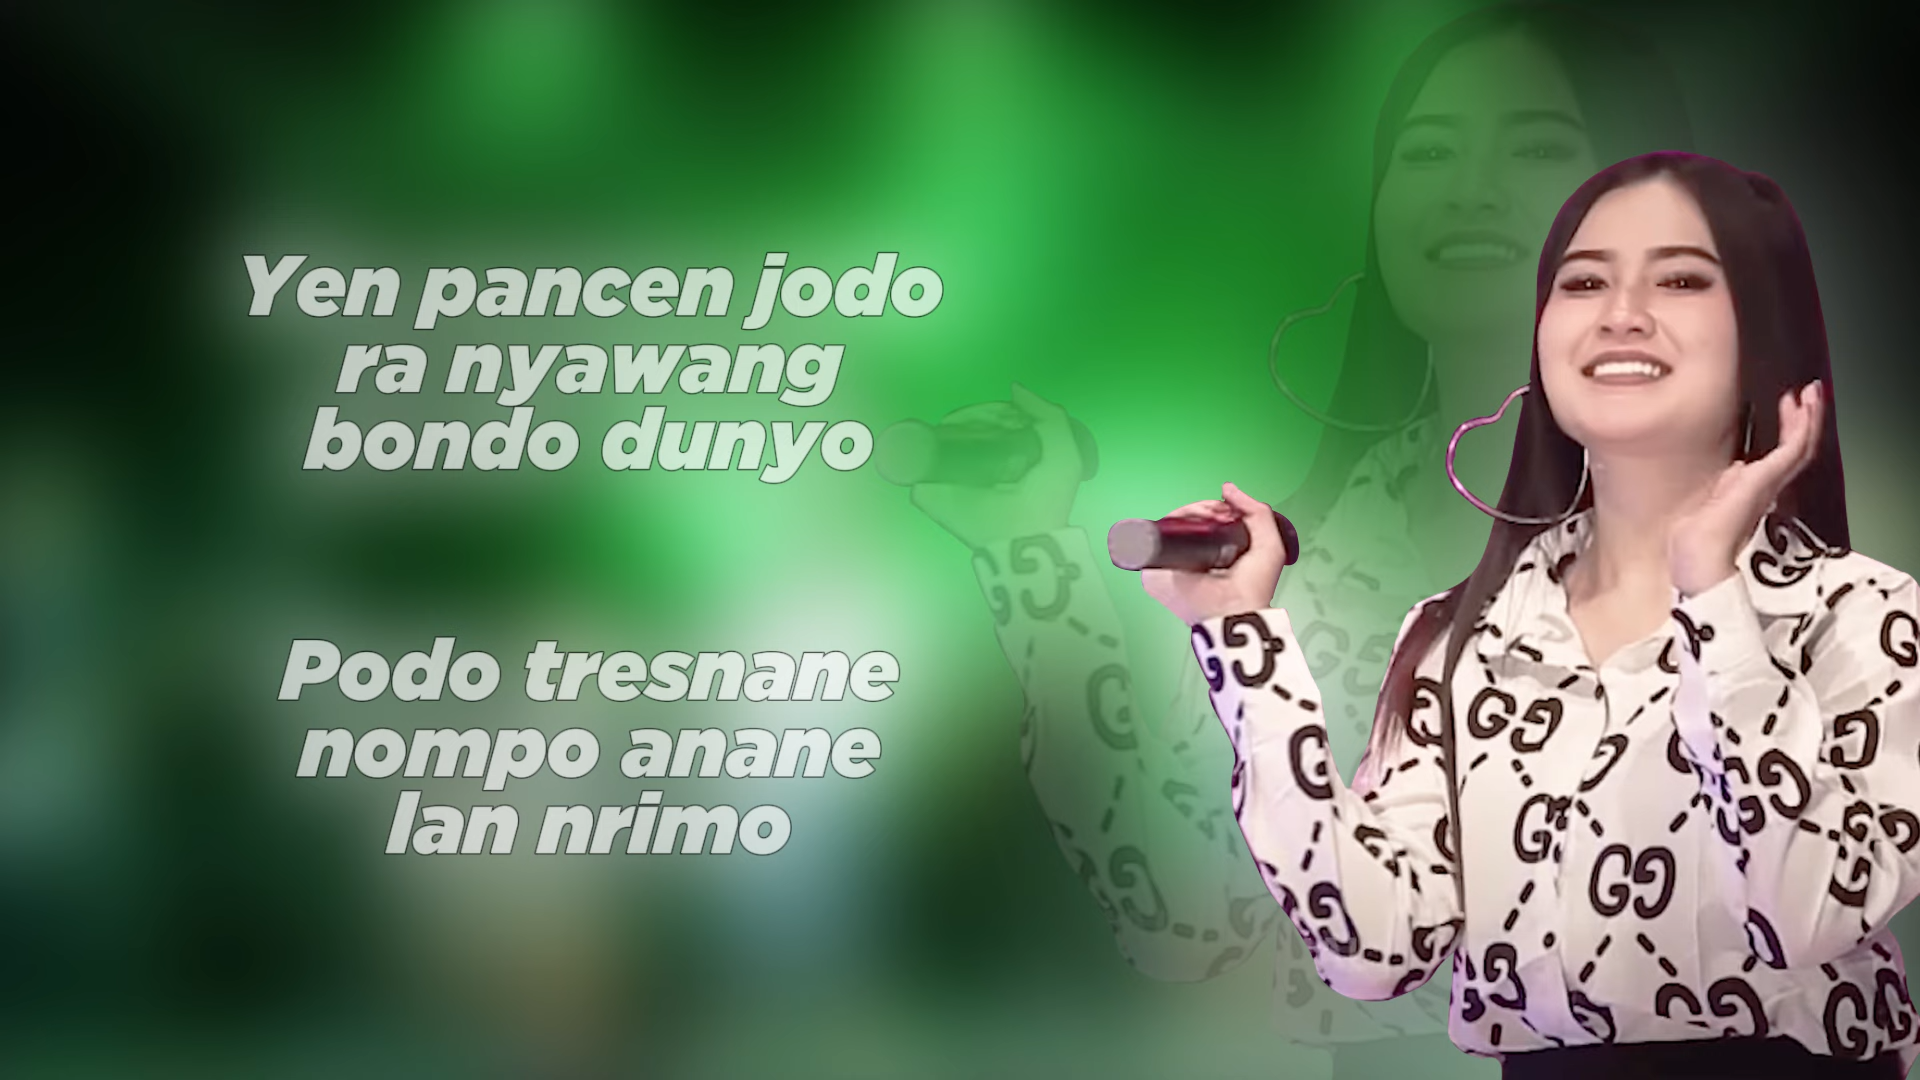 Yen pancen jodo
ra nyawang
bondo dunyo
Podo tresnane
nompo anane
lan nrimo